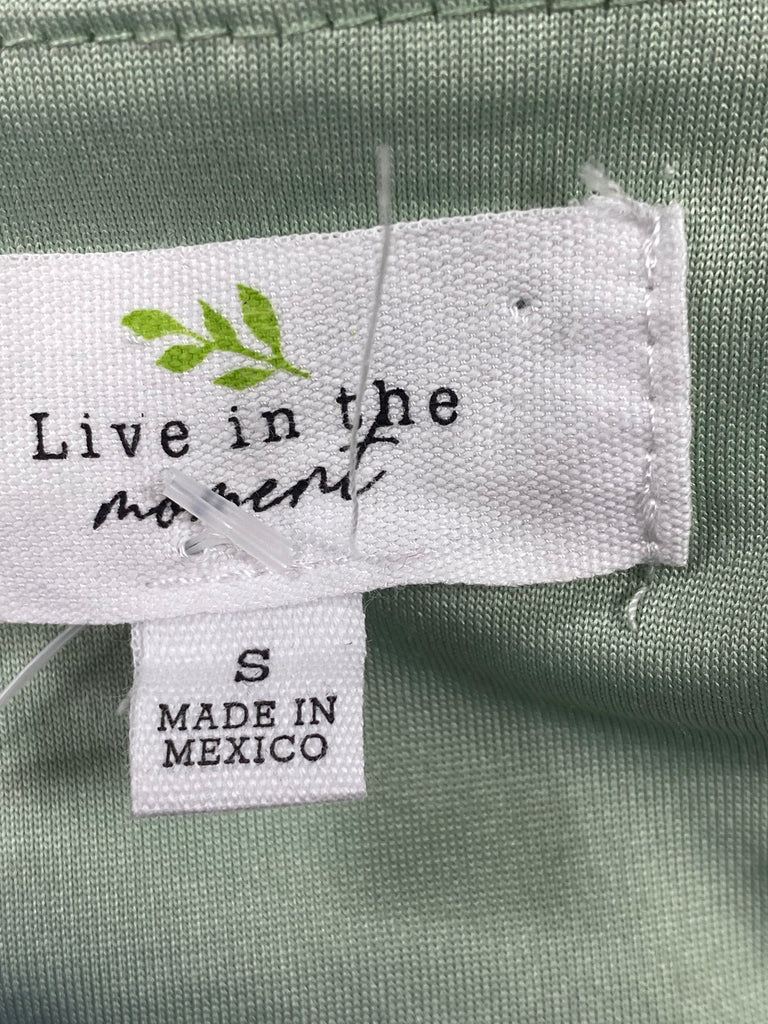 Live in the
moment
S
MADE IN
MEXICO